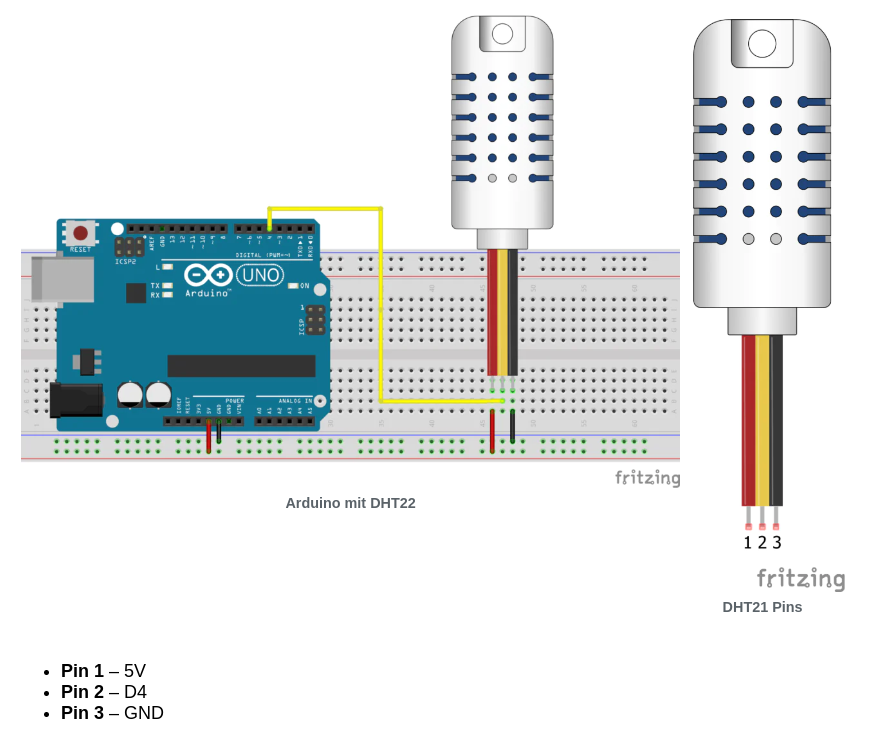 RESET
ICSP2
AREF
GND
13
12
~11
~10
~9
8
7
~6
~5
4
~3
2
TX▶1
RX◀0
DIGITAL (PWM=~)
L
TX
RX
Arduino™
UNO
ON
1
ICSP
IOREF
RESET
3V3
5V
GND
GND
VIN
POWER
ANALOG IN
A0
A1
A2
A3
A4
A5
fritzing
Arduino mit DHT22
1 2 3
fritzing
DHT21 Pins
• Pin 1 – 5V
• Pin 2 – D4
• Pin 3 – GND